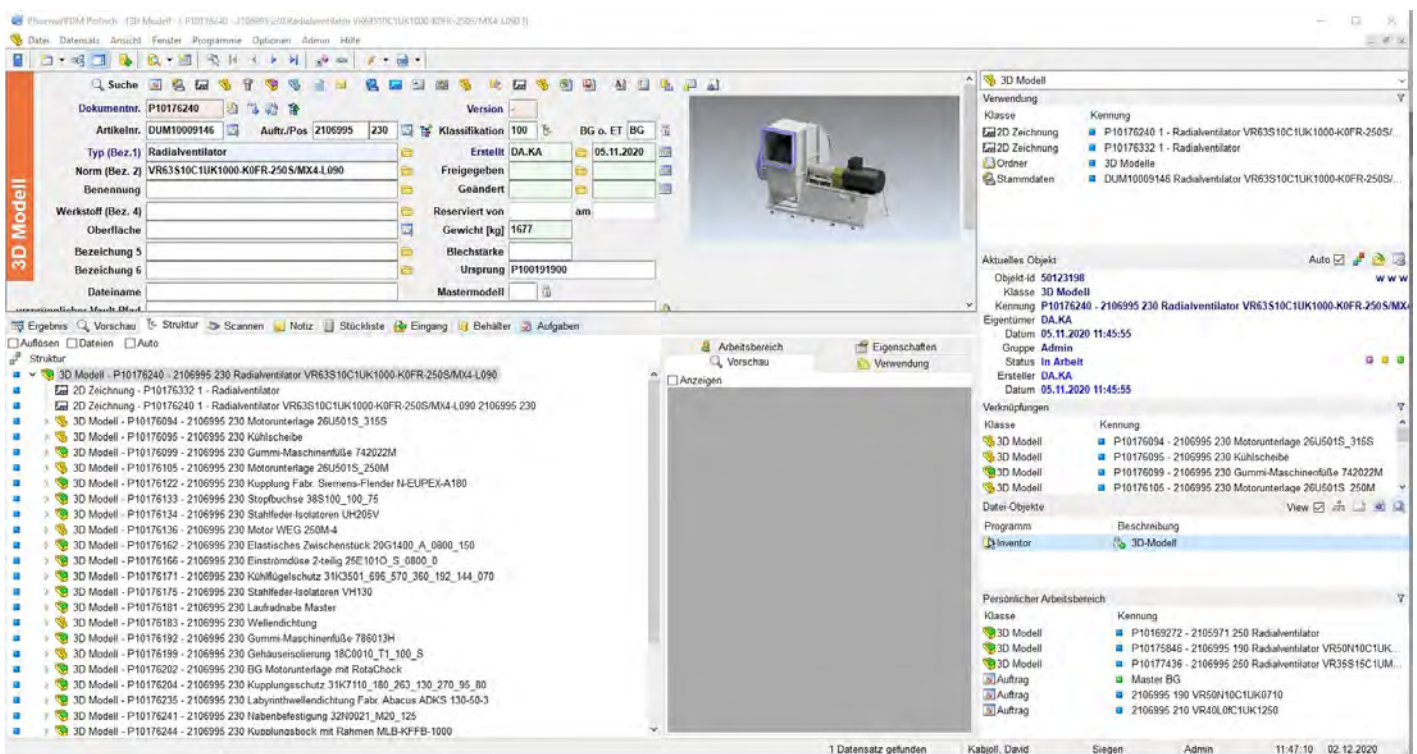 Datei Datensatz Ansicht Fenster Programme Optionen Admin Hilfe
Suche
3D Modell
Dokumentnr. P10176240 Version -
Artikelnr. DUM10009146 Auftr./Pos 2106995 230 Klassifikation 100 BG o. ET BG
Typ (Bez.1) Radialventilator Erstellt DA.KA 05.11.2020
Norm (Bez. 2) VR63S10C1UK1000-K0FR-250S/MX4-L090 Freigegeben
Benennung Geändert
Werkstoff (Bez. 4) Reserviert von am
Oberfläche Gewicht [kg] 1677
Bezeichung 5 Blechstärke
Bezeichung 6 Ursprung P100191900
Dateiname Mastermodell
Ergebnis Vorschau Struktur Scannen Notiz Stückliste Eingang Behälter Aufgaben
Auflösen Dateien Auto
Struktur
3D Modell - P10176240 - 2106995 230 Radialventilator VR63S10C1UK1000-K0FR-250S/MX4-L090
2D Zeichnung - P10176332 1 - Radialventilator
2D Zeichnung - P10176240 1 - Radialventilator VR63S10C1UK1000-K0FR-250S/MX4-L090 2106995 230
3D Modell - P10176094 - 2106995 230 Motorunterlage 26U501S_315S
3D Modell - P10176095 - 2106995 230 Kühlscheibe
3D Modell - P10176099 - 2106995 230 Gummi-Maschinenfüße 742022M
3D Modell - P10176105 - 2106995 230 Motorunterlage 26U501S_250M
3D Modell - P10176122 - 2106995 230 Kupplung Fabr. Siemens-Flender N-EUPEX-A180
3D Modell - P10176133 - 2106995 230 Stopfbuchse 38S100_100_75
3D Modell - P10176134 - 2106995 230 Stahlfeder-Isolatoren UH205V
3D Modell - P10176136 - 2106995 230 Motor WEG 250M-4
3D Modell - P10176162 - 2106995 230 Elastisches Zwischenstück 20G1400_A_0800_150
3D Modell - P10176166 - 2106995 230 Einströmdüse 2-teilig 25E101O_S_0800_0
3D Modell - P10176171 - 2106995 230 Kühlflügelschutz 31K3501_695_570_360_192_144_070
3D Modell - P10176175 - 2106995 230 Stahlfeder-Isolatoren VH130
3D Modell - P10176181 - 2106995 230 Laufradnabe Master
3D Modell - P10176183 - 2106995 230 Wellendichtung
3D Modell - P10176192 - 2106995 230 Gummi-Maschinenfüße 786013H
3D Modell - P10176199 - 2106995 230 Gehäuseisolierung 18C0010_T1_100_S
3D Modell - P10176202 - 2106995 230 BG Motorunterlage mit RotaChock
3D Modell - P10176204 - 2106995 230 Kupplungsschutz 31K7110_180_263_130_270_95_80
3D Modell - P10176235 - 2106995 230 Labyrinthwellendichtung Fabr. Abacus ADKS 130-50-3
3D Modell - P10176241 - 2106995 230 Nabenbefestigung 32N0021_M20_125
3D Modell - P10176244 - 2106995 230 Kupplungsbock mit Rahmen MLB-KFFB-1000
Arbeitsbereich Eigenschaften
Vorschau Verwendung
Anzeigen
3D Modell
Verwendung
Klasse Kennung
2D Zeichnung P10176240 1 - Radialventilator VR63S10C1UK1000-K0FR-250S/...
2D Zeichnung P10176332 1 - Radialventilator
Ordner 3D Modelle
Stammdaten DUM10009146 Radialventilator VR63S10C1UK1000-K0FR-250S/...
Aktuelles Objekt Auto
Objekt-Id 50123198 w w w
Klasse 3D Modell
Kennung P10176240 - 2106995 230 Radialventilator VR63S10C1UK1000-K0FR-250S/MX4
Eigentümer DA.KA
Datum 05.11.2020 11:45:55
Gruppe Admin
Status In Arbeit
Ersteller DA.KA
Datum 05.11.2020 11:45:55
Verknüpfungen
Klasse Kennung
3D Modell P10176094 - 2106995 230 Motorunterlage 26U501S_315S
3D Modell P10176095 - 2106995 230 Kühlscheibe
3D Modell P10176099 - 2106995 230 Gummi-Maschinenfüße 742022M
3D Modell P10176105 - 2106995 230 Motorunterlage 26U501S_250M
Datei-Objekte View
Programm Beschreibung
Inventor 3D-Modell
Persönlicher Arbeitsbereich
Klasse Kennung
3D Modell P10169272 - 2105971 250 Radialventilator
3D Modell P10175846 - 2106995 190 Radialventilator VR50N10C1UK...
3D Modell P10177436 - 2106995 250 Radialventilator VR35S15C1UM...
Auftrag Master BG
Auftrag 2106995 190 VR50N10C1UK0710
Auftrag 2106995 210 VR40L0fC1UK1250
1 Datensatz gefunden Kabjoll, David Siegen Admin 11:47:10 02.12.2020